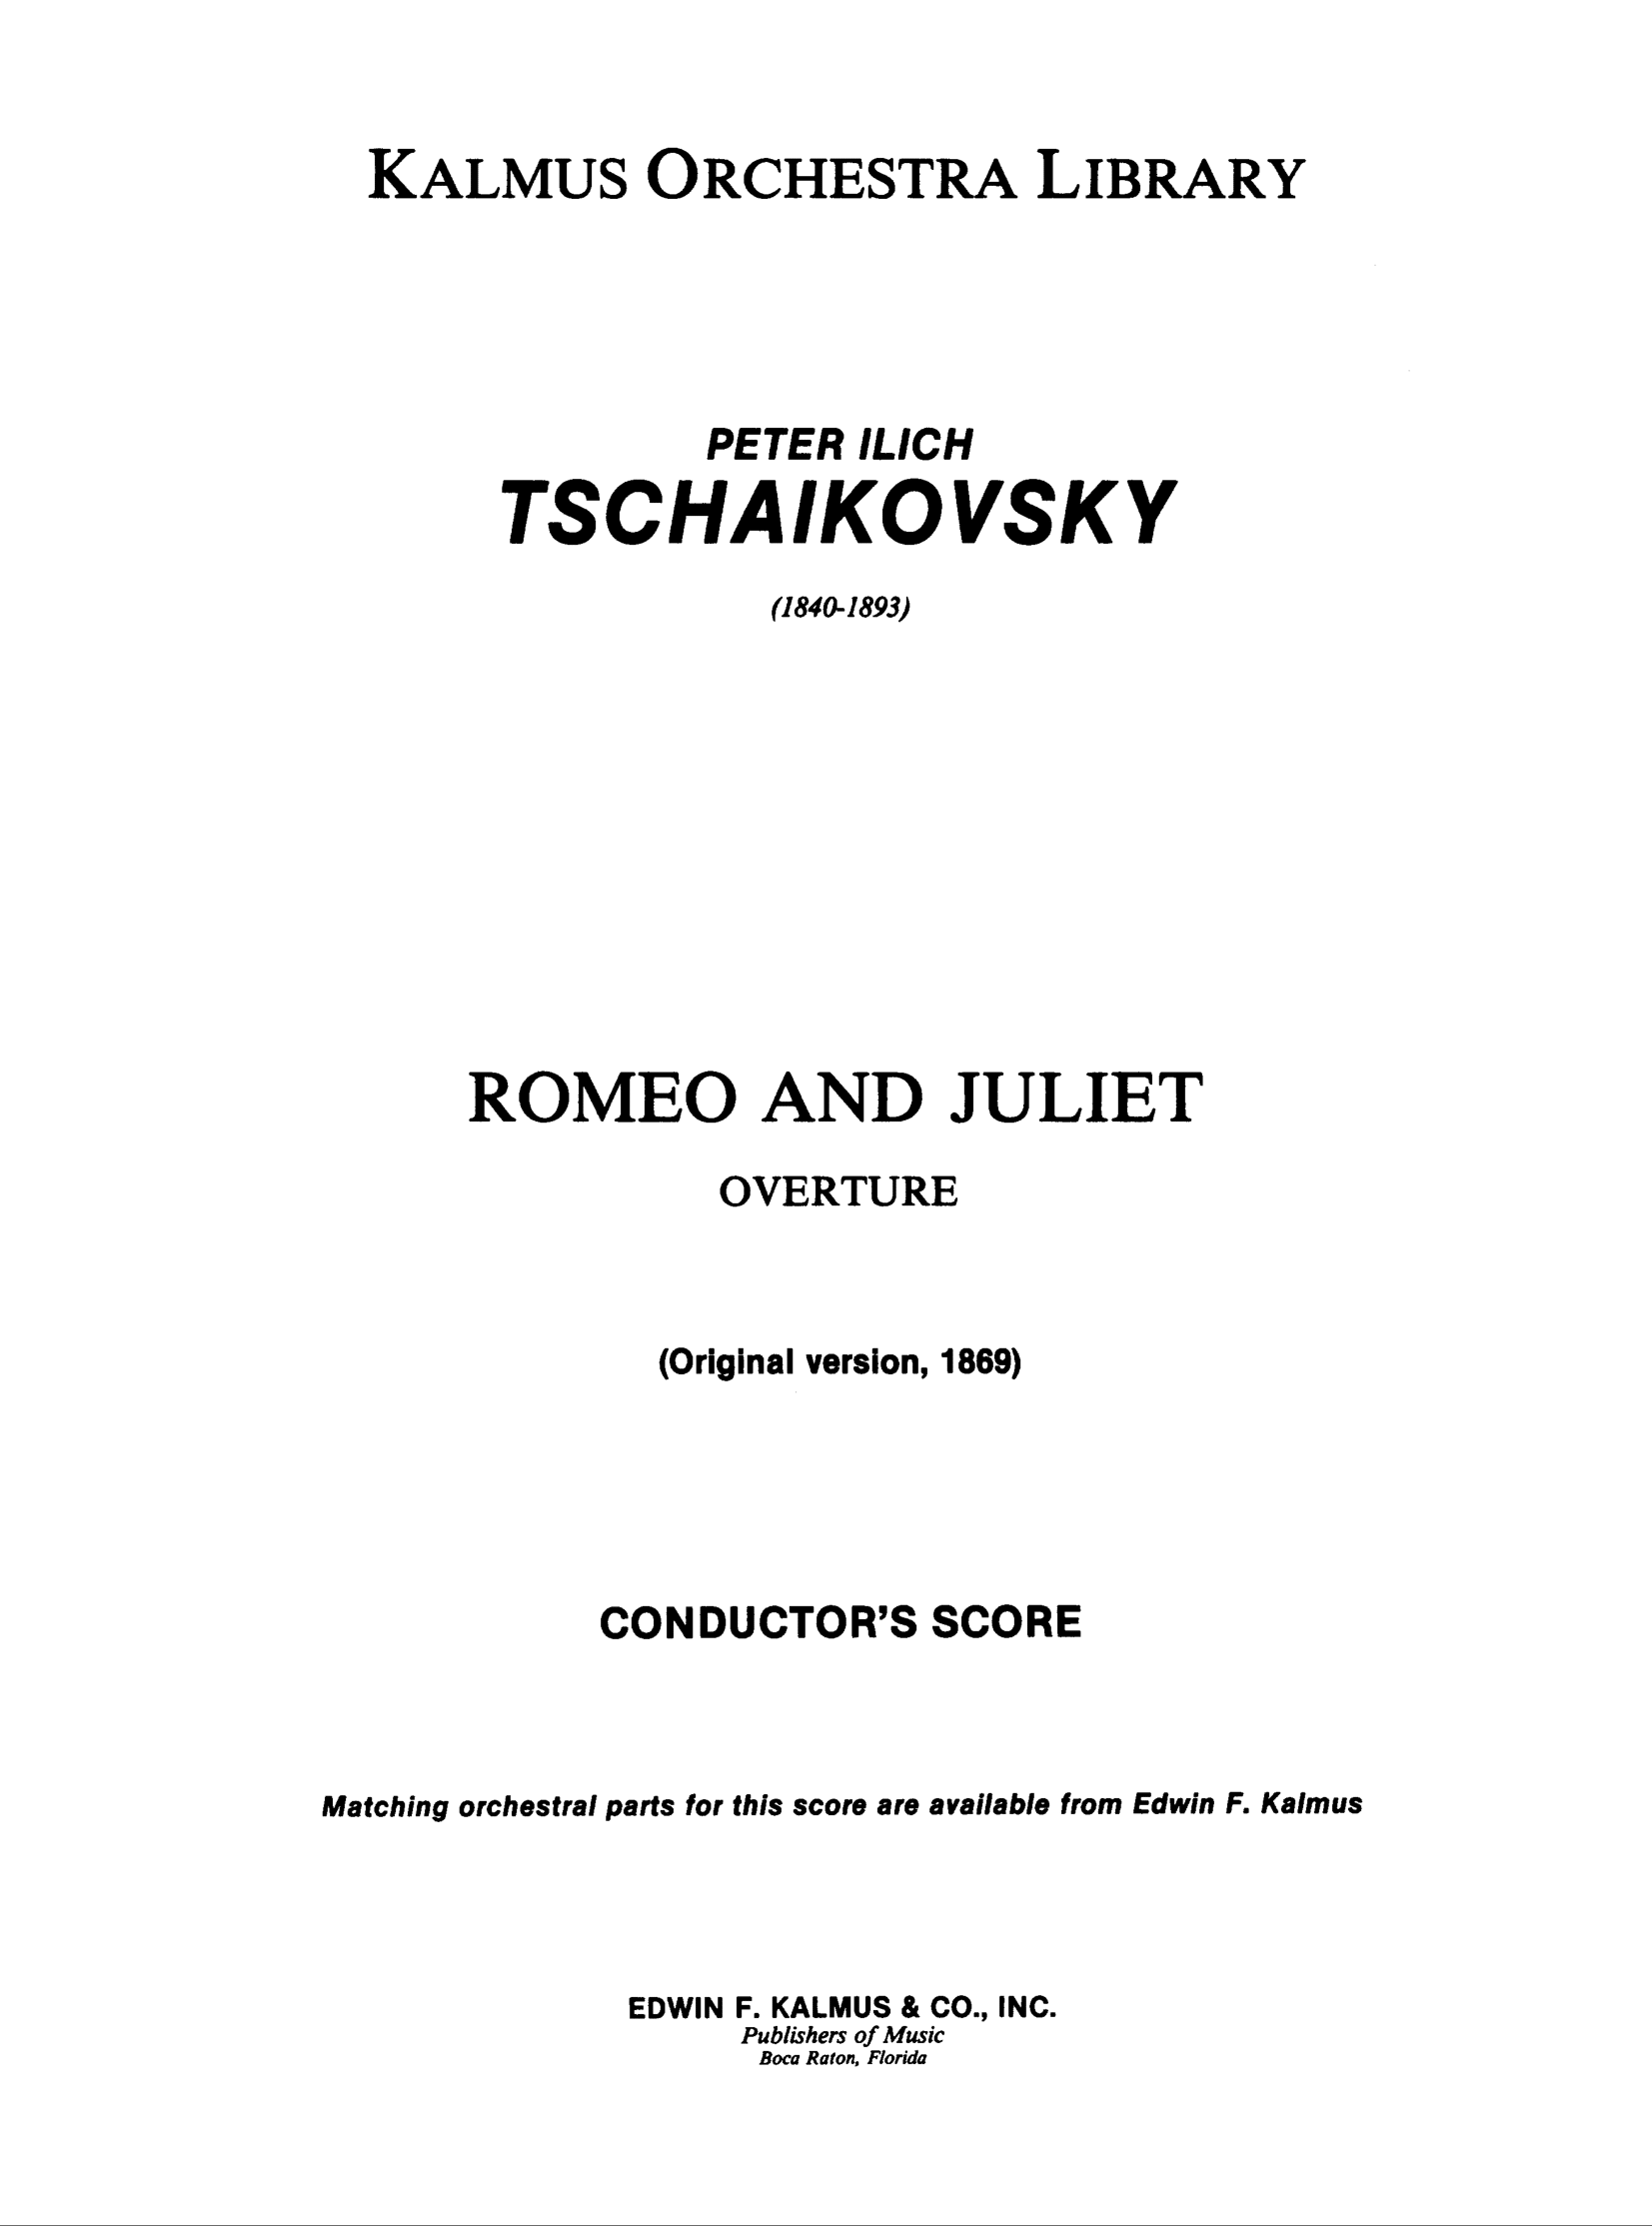 KALMUS ORCHESTRA LIBRARY
PETER ILICH
TSCHAIKOVSKY
(1840-1893)
ROMEO AND JULIET
OVERTURE
(Original version, 1869)
CONDUCTOR'S SCORE
Matching orchestral parts for this score are available from Edwin F. Kalmus
EDWIN F. KALMUS & CO., INC.
Publishers of Music
Boca Raton, Florida